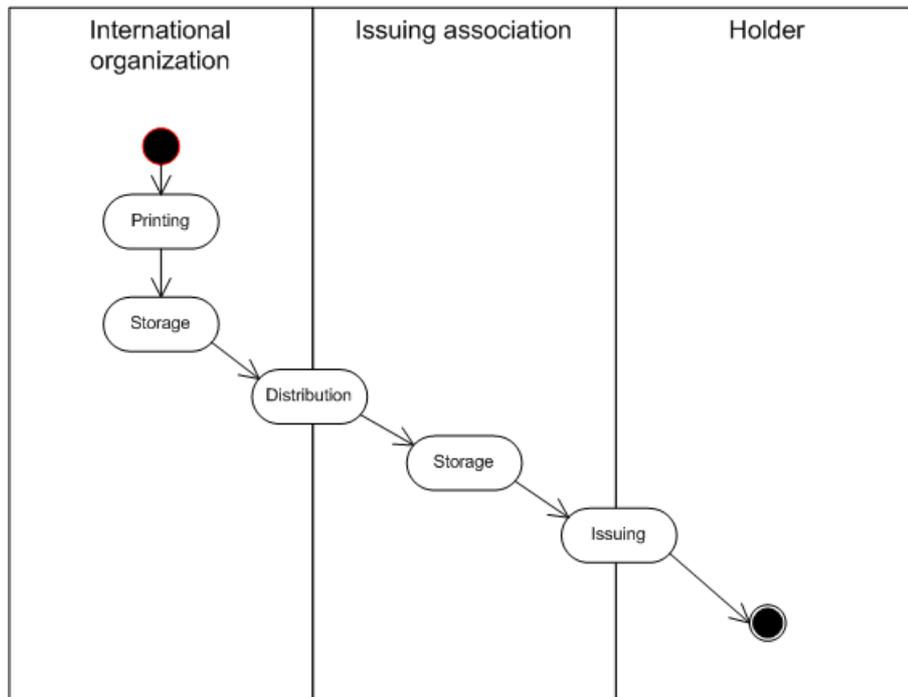 International
organization
Issuing association
Holder
Printing
Storage
Distribution
Storage
Issuing